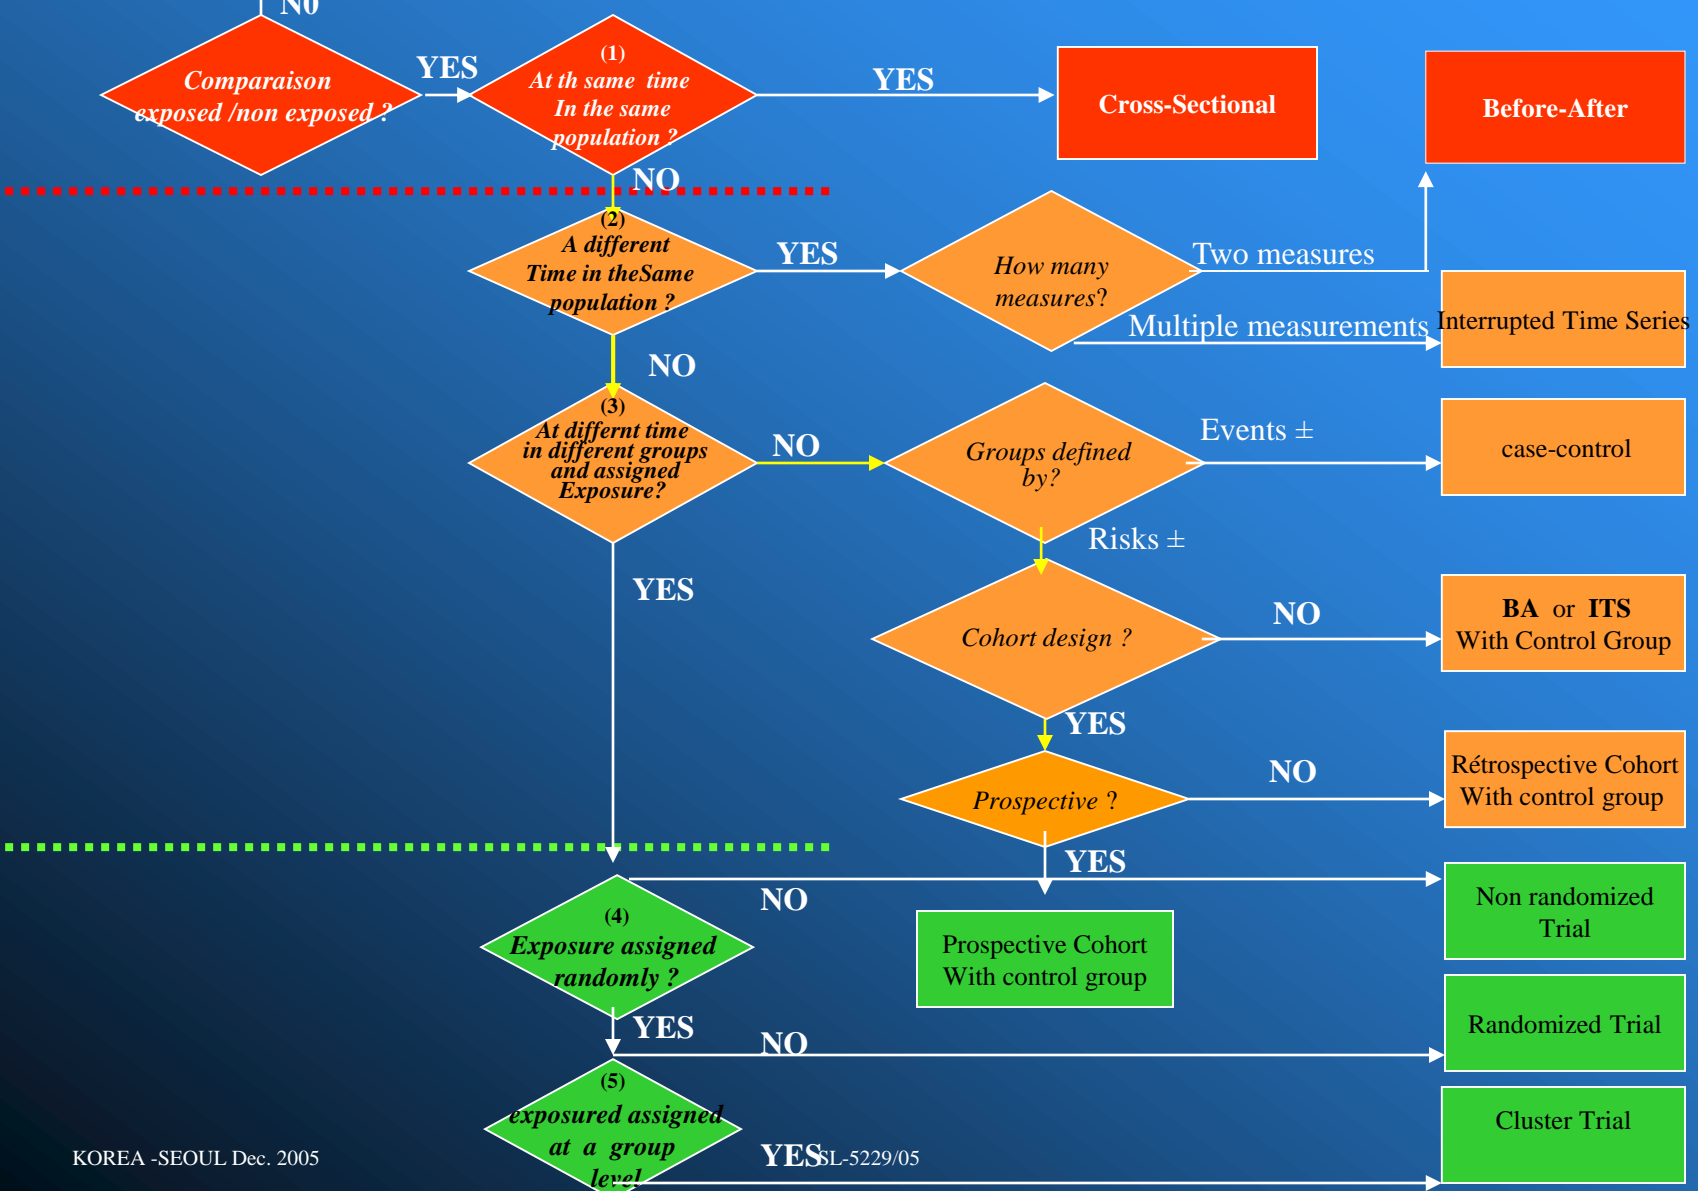 N0
Comparaison
exposed /non exposed ?
YES
(1)
At th same time
In the same
population ?
YES
Cross-Sectional
Before-After
NO
(2)
A different
Time in theSame
population ?
YES
How many
measures?
Two measures
Multiple measurements
Interrupted Time Series
NO
(3)
At differnt time
in different groups
and assigned
Exposure?
NO
Groups defined
by?
Events ±
case-control
Risks ±
YES
Cohort design ?
NO
BA or ITS
With Control Group
YES
Prospective ?
NO
Rétrospective Cohort
With control group
YES
NO
(4)
Exposure assigned
randomly ?
Prospective Cohort
With control group
Non randomized
Trial
YES
NO
Randomized Trial
(5)
exposured assigned
at a group
level
YES
Cluster Trial
KOREA -SEOUL Dec. 2005
SL-5229/05